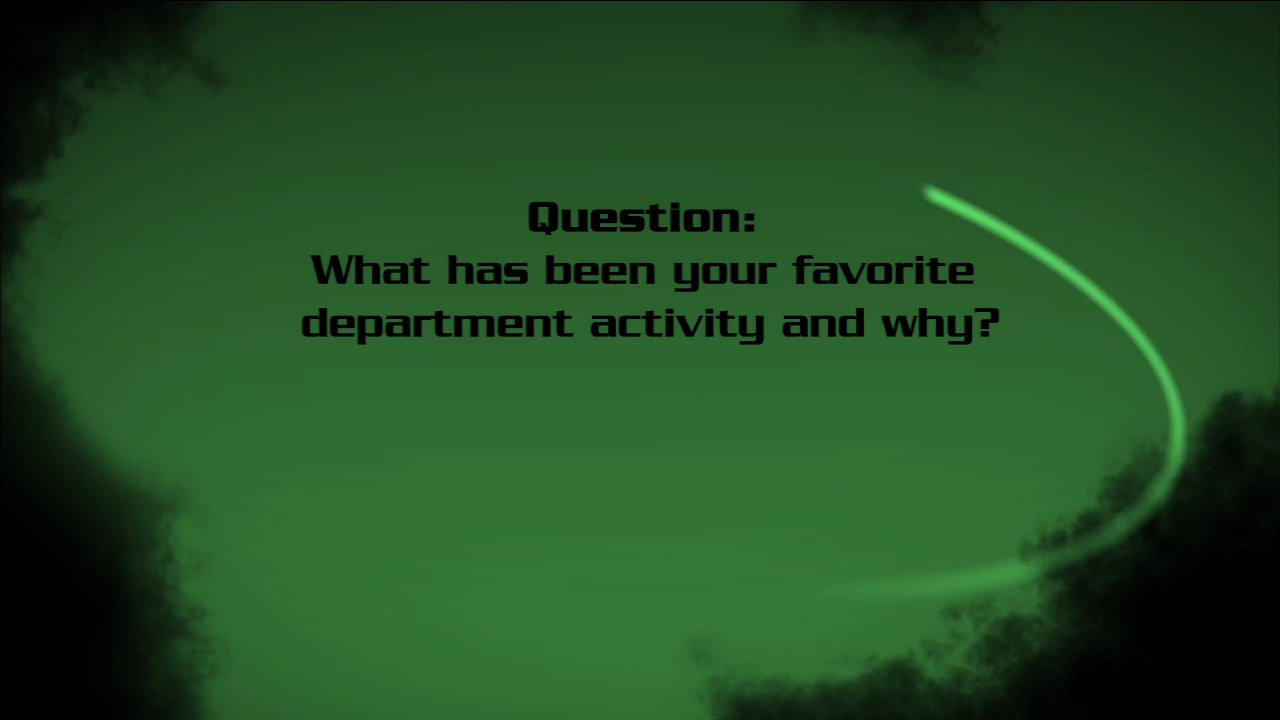 Question:
What has been your favorite
department activity and why?